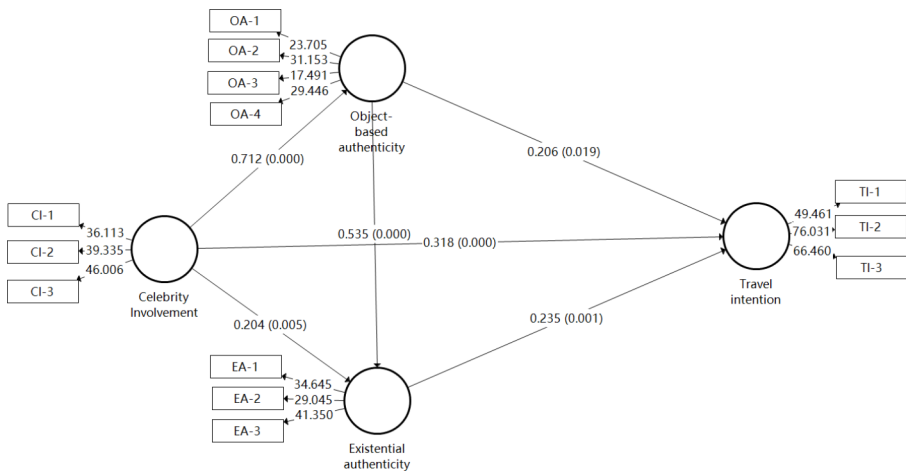 OA-1
OA-2
OA-3
OA-4
23.705
31.153
17.491
29.446
Object-
based
authenticity
0.712 (0.000)
0.206 (0.019)
CI-1
CI-2
CI-3
36.113
39.335
46.006
Celebrity
Involvement
0.535 (0.000)
0.318 (0.000)
TI-1
TI-2
TI-3
49.461
76.031
66.460
Travel
intention
0.204 (0.005)
0.235 (0.001)
EA-1
EA-2
EA-3
34.645
29.045
41.350
Existential
authenticity